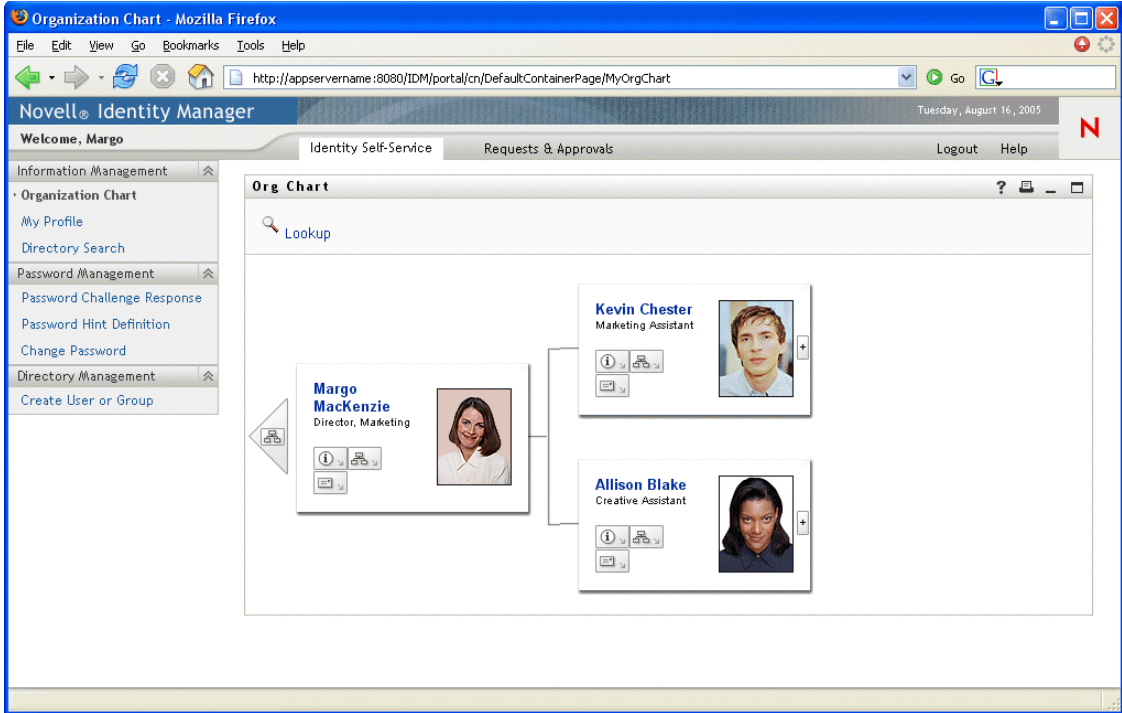 Organization Chart - Mozilla Firefox
File Edit View Go Bookmarks Tools Help
http://appservername:8080/IDM/portal/cn/DefaultContainerPage/MyOrgChart
Go
G
Novell® Identity Manager
Tuesday, August 16, 2005
N
Welcome, Margo
Identity Self-Service
Requests & Approvals
Logout
Help
Information Management
Organization Chart
My Profile
Directory Search
Password Management
Password Challenge Response
Password Hint Definition
Change Password
Directory Management
Create User or Group
Org Chart
?
Lookup
Margo
MacKenzie
Director, Marketing
Kevin Chester
Marketing Assistant
+
Allison Blake
Creative Assistant
+